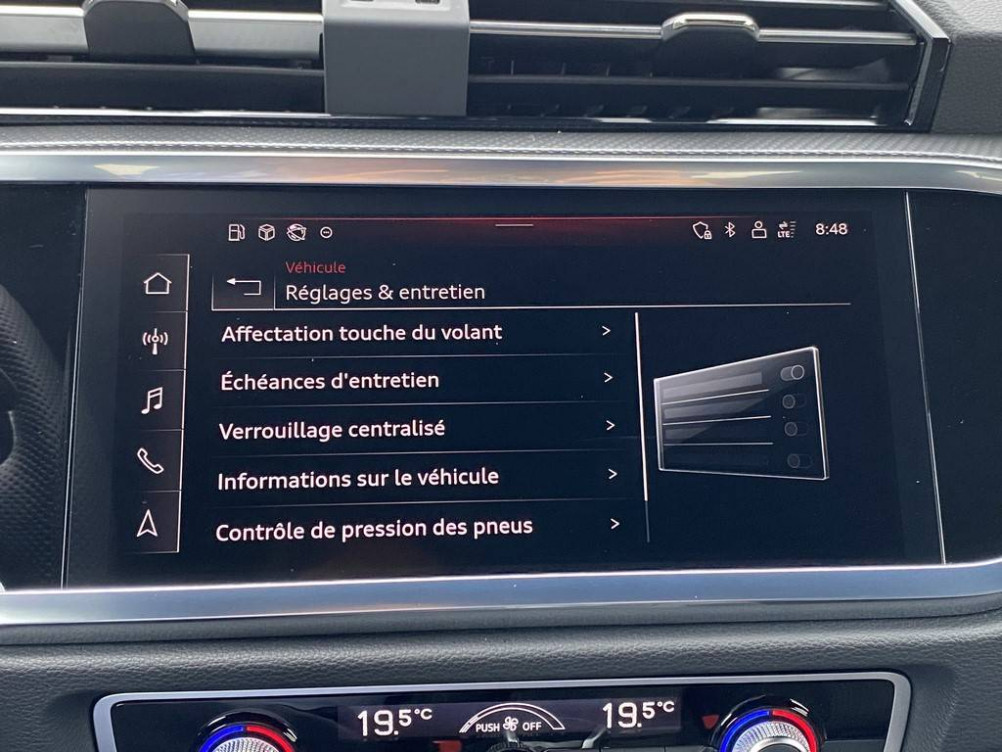 LTE 8:48
Véhicule
Réglages & entretien
Affectation touche du volant >
Échéances d'entretien >
Verrouillage centralisé >
Informations sur le véhicule >
Contrôle de pression des pneus >
19.5°C PUSH OFF 19.5°C